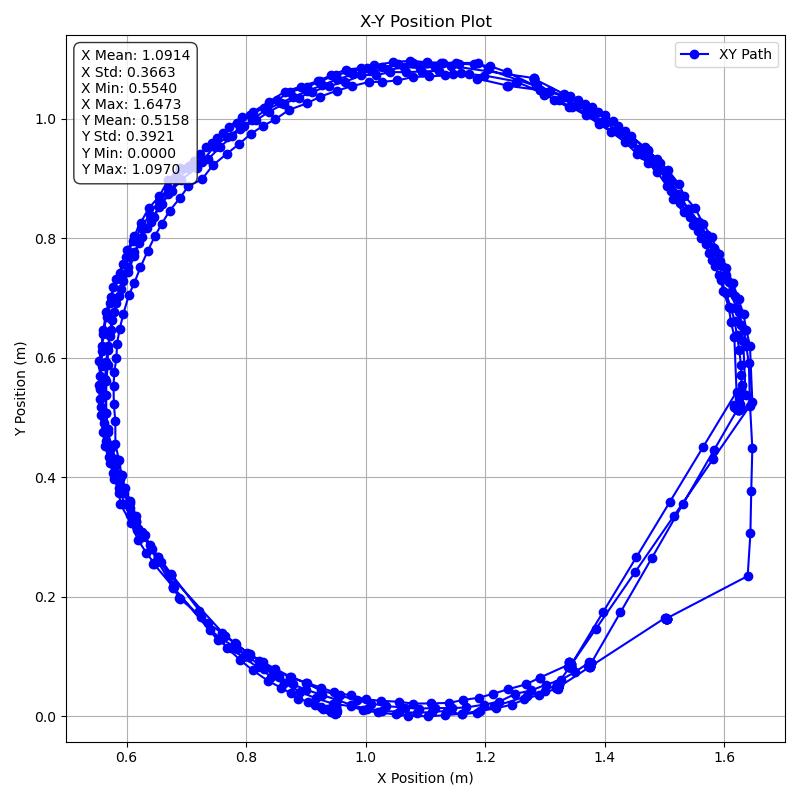 X-Y Position Plot
X Mean: 1.0914
X Std: 0.3663
X Min: 0.5540
X Max: 1.6473
Y Mean: 0.5158
Y Std: 0.3921
Y Min: 0.0000
Y Max: 1.0970
XY Path
Y Position (m)
1.0
0.8
0.6
0.4
0.2
0.0
0.6 0.8 1.0 1.2 1.4 1.6
X Position (m)